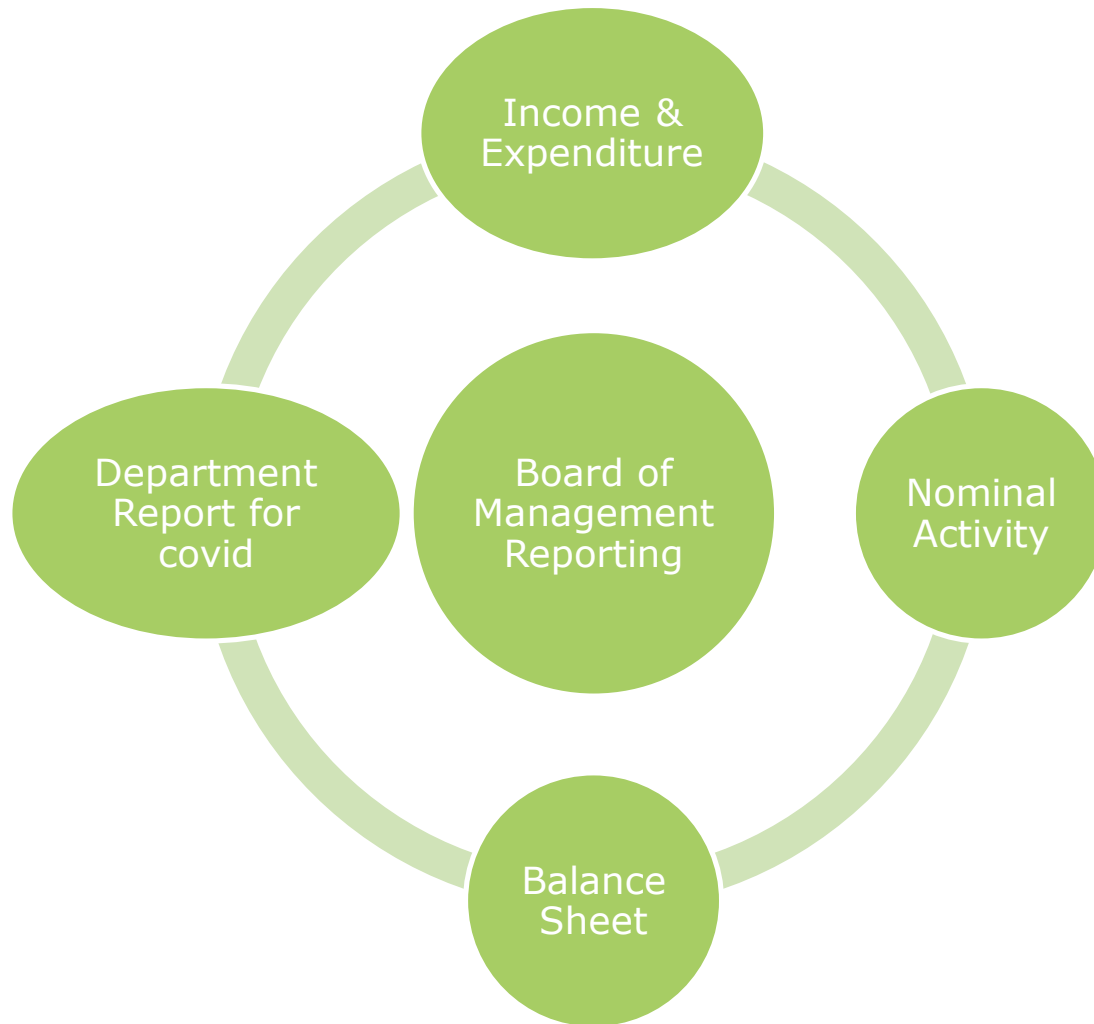 Income &
Expenditure
Department
Report for
covid
Board of
Management
Reporting
Nominal
Activity
Balance
Sheet